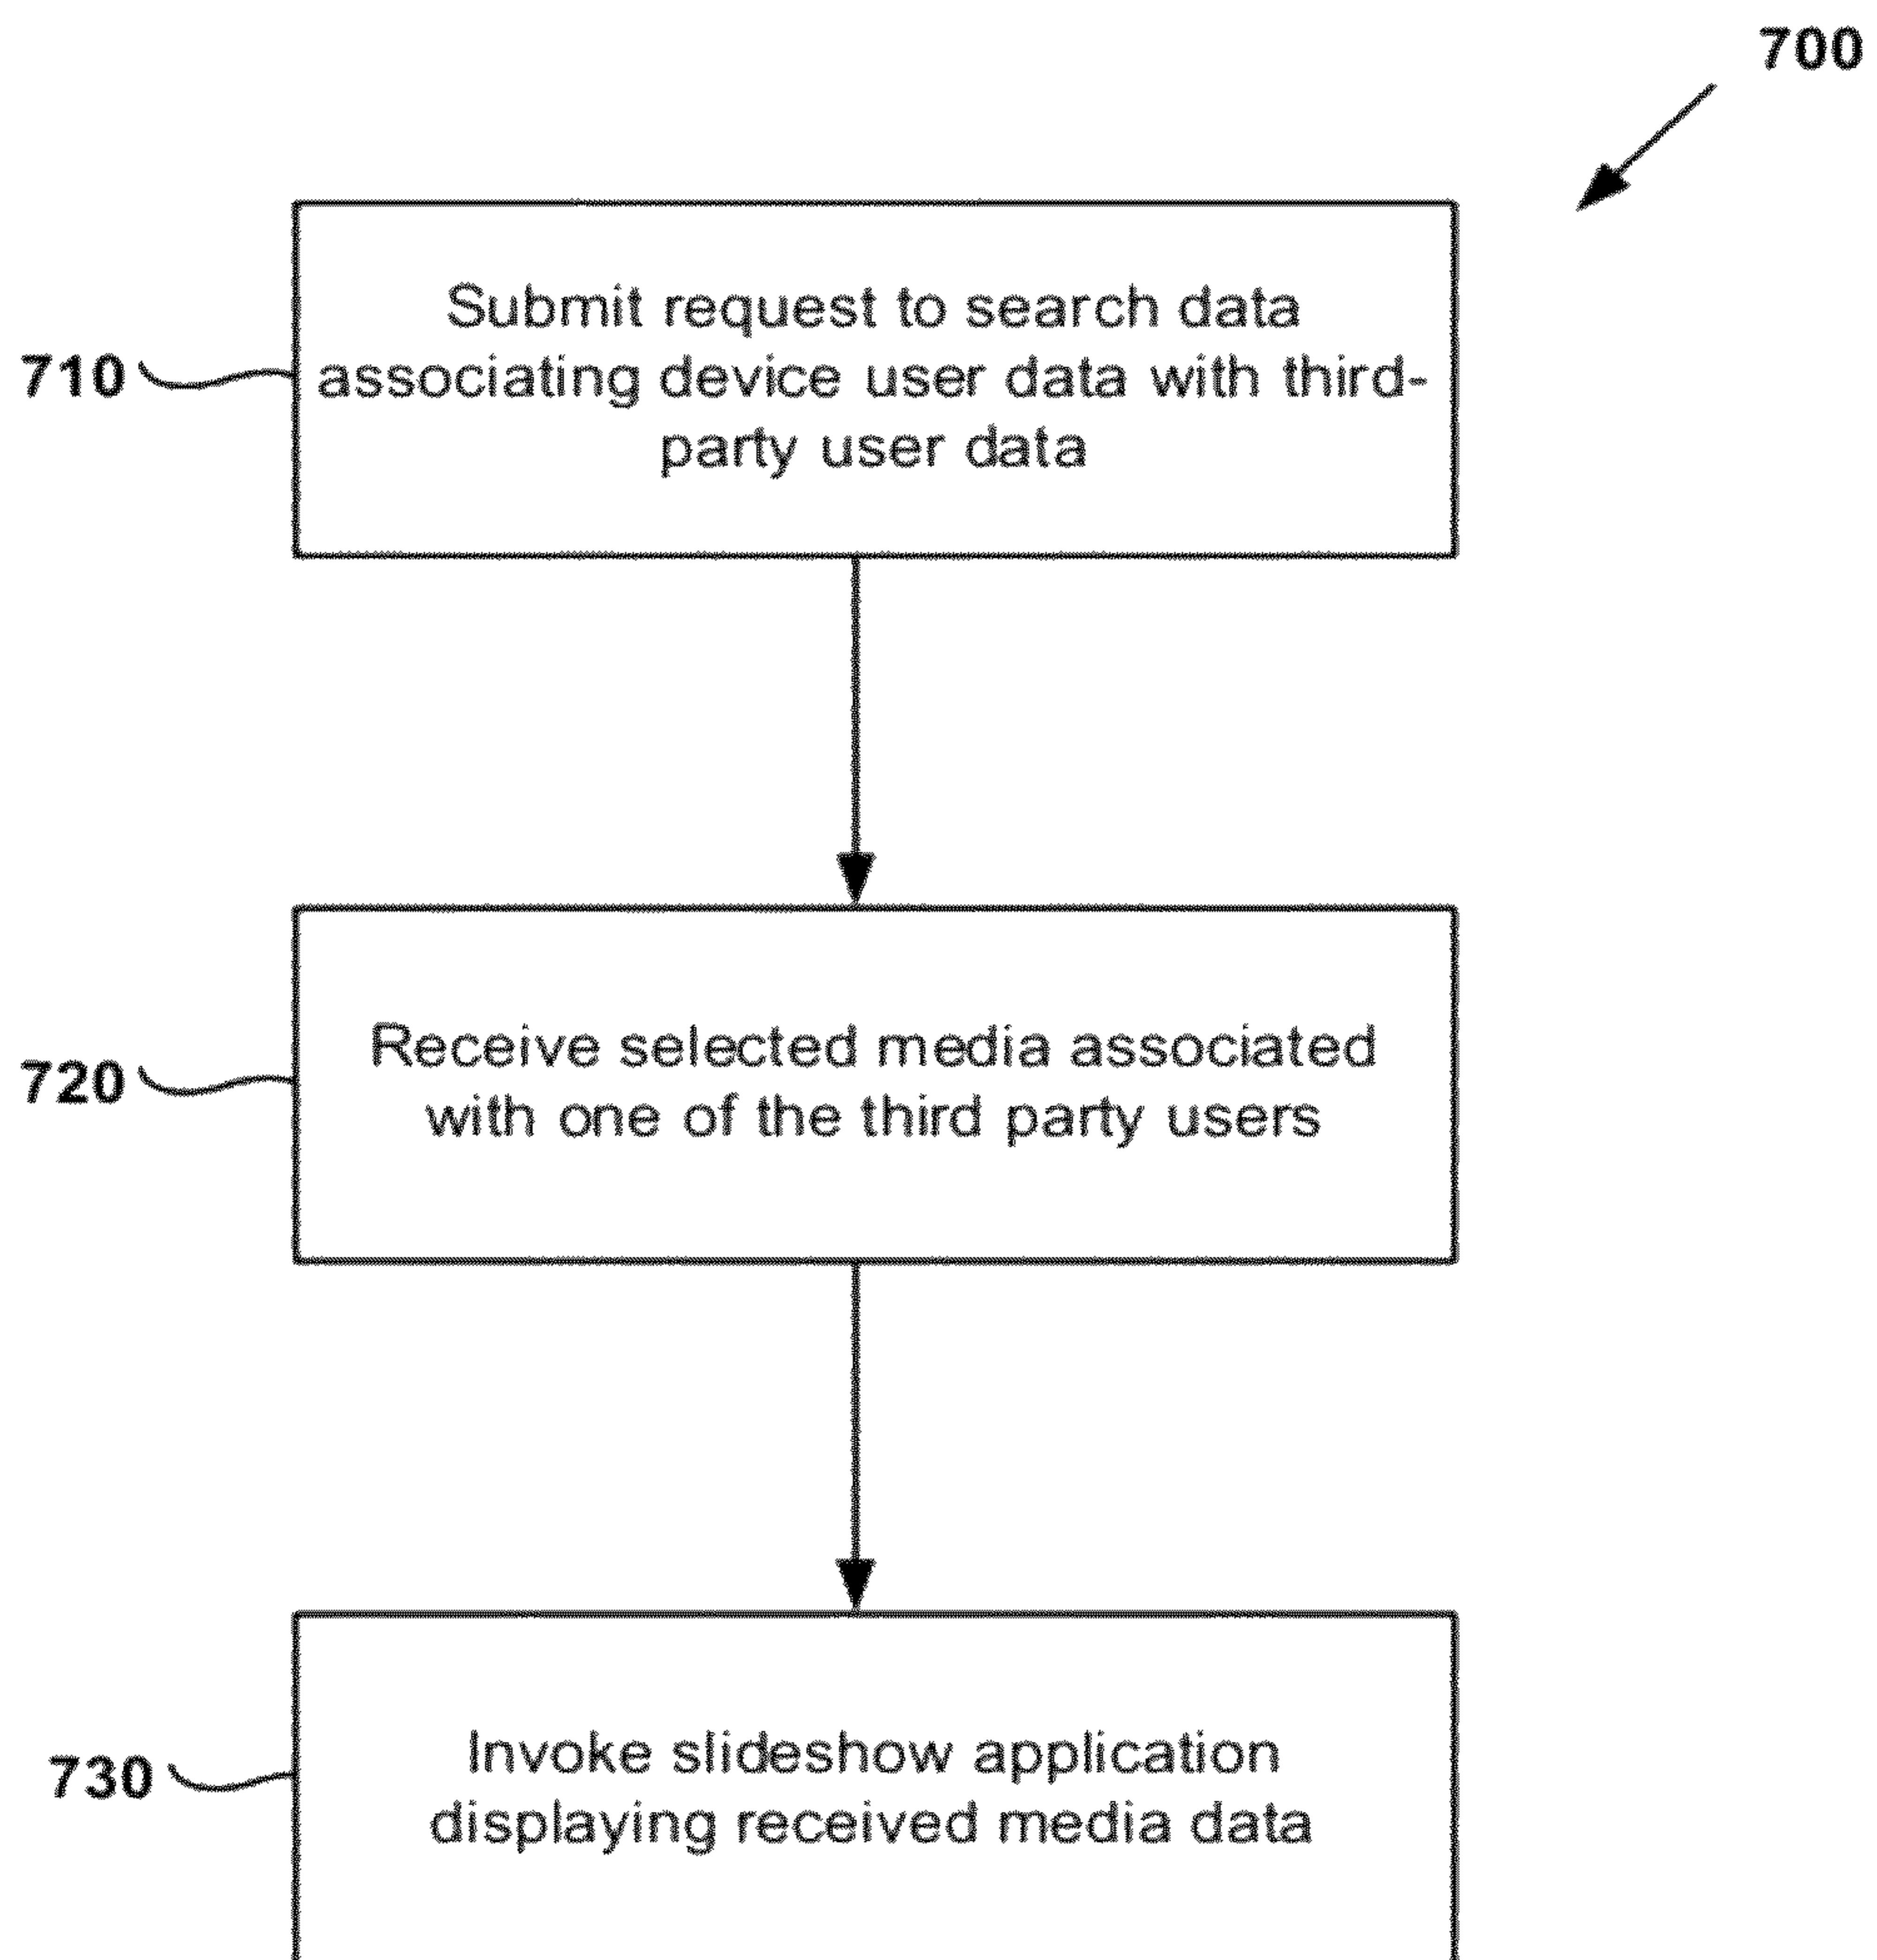 700
710
Submit request to search data
associating device user data with third-
party user data
720
Receive selected media associated
with one of the third party users
730
Invoke slideshow application
displaying received media data